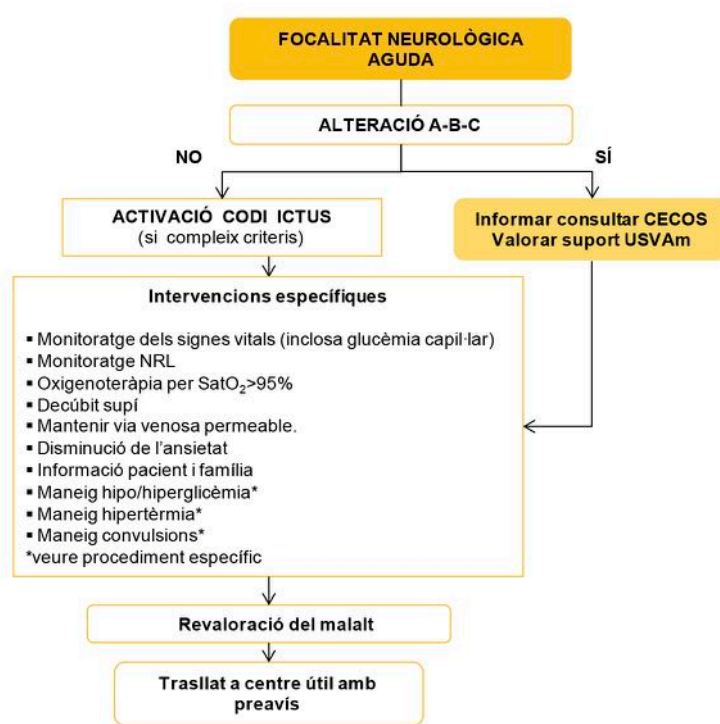 FOCALITAT NEUROLÒGICA
AGUDA
ALTERACIÓ A-B-C
NO
SÍ
ACTIVACIÓ CODI ICTUS
(si compleix criteris)
Informar consultar CECOS
Valorar suport USVAm
Intervencions específiques
▪ Monitoratge dels signes vitals (inclosa glucèmia capil·lar)
▪ Monitoratge NRL
▪ Oxigenoteràpia per SatO₂>95%
▪ Decúbit supí
▪ Mantenir via venosa permeable.
▪ Disminució de l'ansietat
▪ Informació pacient i família
▪ Maneig hipo/hiperglicèmia*
▪ Maneig hipertèrmia*
▪ Maneig convulsions*
*veure procediment específic
Revaloració del malalt
Trasllat a centre útil amb
preavís